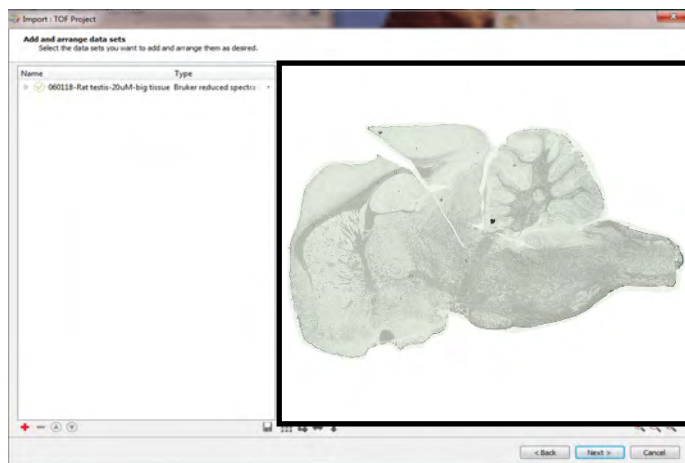 Import : TOF Project
Add and arrange data sets
Select the data sets you want to add and arrange them as desired.
Name Type
060118-Rat testis-20uM-big tissue Bruker reduced spectra
< Back Next > Cancel